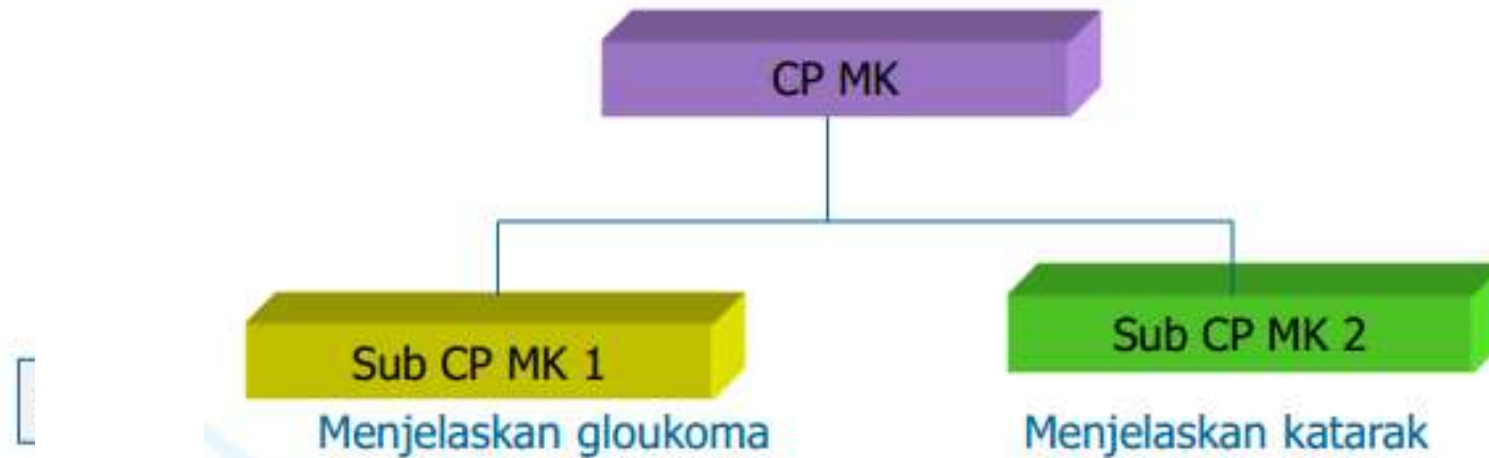 CP MK
Sub CP MK 1
Sub CP MK 2
Menjelaskan gloukoma
Menjelaskan katarak